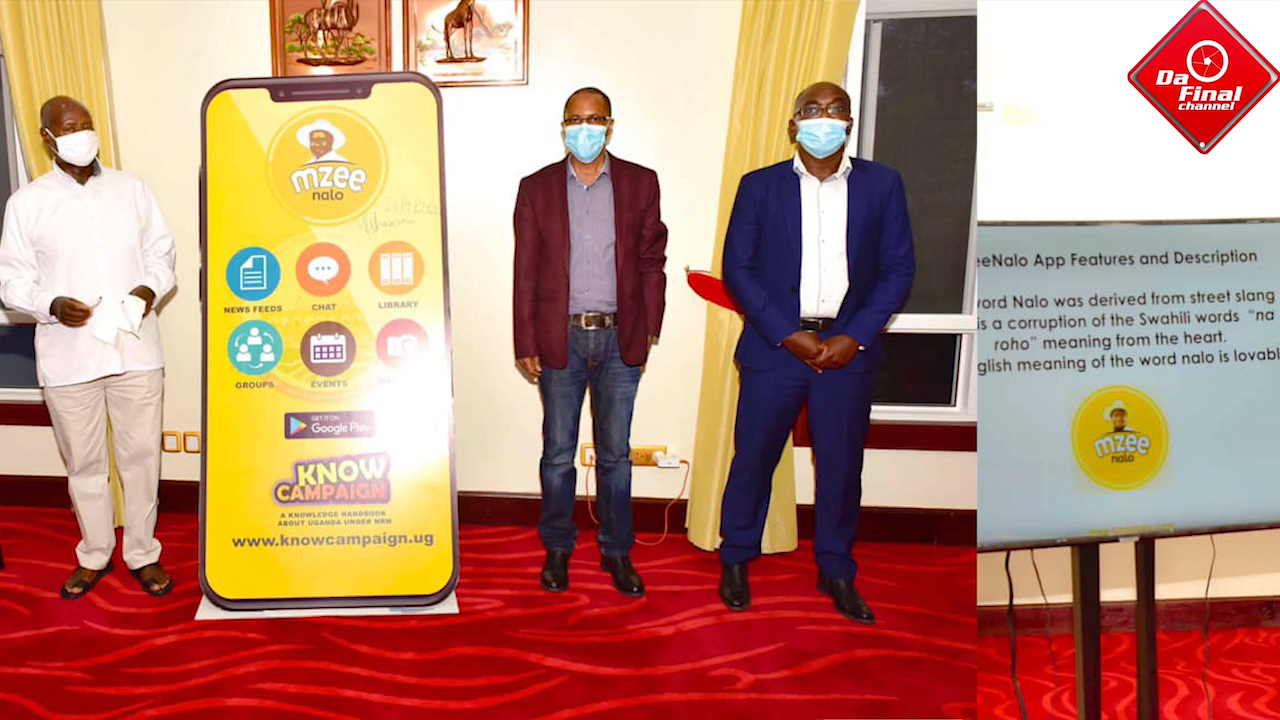 mzee
nalo
NEWS FEEDS
CHAT
LIBRARY
GROUPS
EVENTS
GET IT ON
Google Play
KNOW
CAMPAIGN
A KNOWLEDGE HANDBOOK
ABOUT UGANDA UNDER NRM
www.knowcampaign.ug
Da
Final
channel
eeNalo App Features and Description
word Nalo was derived from street slang
is a corruption of the Swahili words "na
roho" meaning from the heart.
glish meaning of the word nalo is lovabl
mzee
nalo